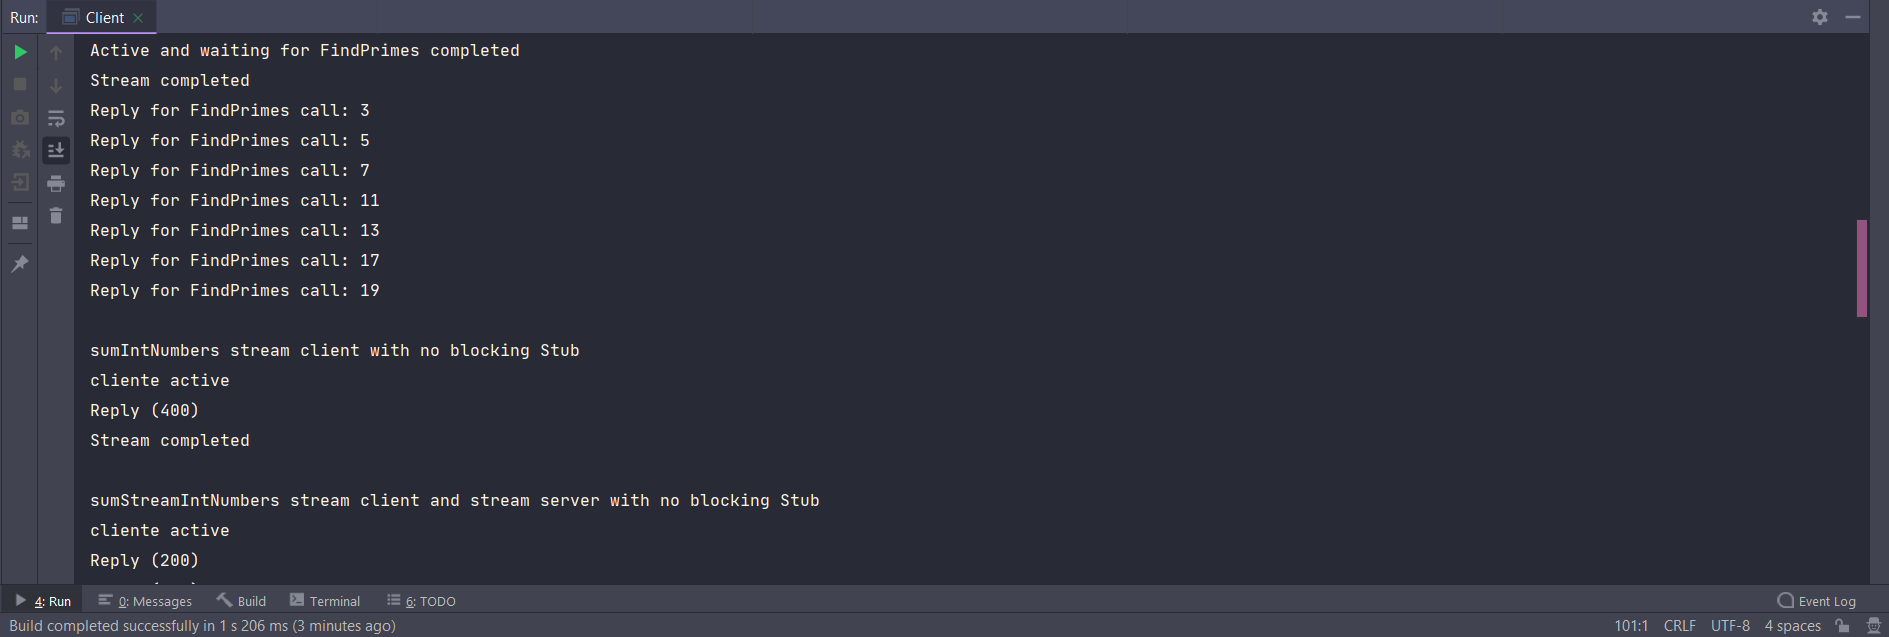 Run: Client
Active and waiting for FindPrimes completed
Stream completed
Reply for FindPrimes call: 3
Reply for FindPrimes call: 5
Reply for FindPrimes call: 7
Reply for FindPrimes call: 11
Reply for FindPrimes call: 13
Reply for FindPrimes call: 17
Reply for FindPrimes call: 19
sumIntNumbers stream client with no blocking Stub
cliente active
Reply (400)
Stream completed
sumStreamIntNumbers stream client and stream server with no blocking Stub
cliente active
Reply (200)
4: Run 0: Messages Build Terminal 6: TODO Event Log
Build completed successfully in 1 s 206 ms (3 minutes ago) 101:1 CRLF UTF-8 4 spaces